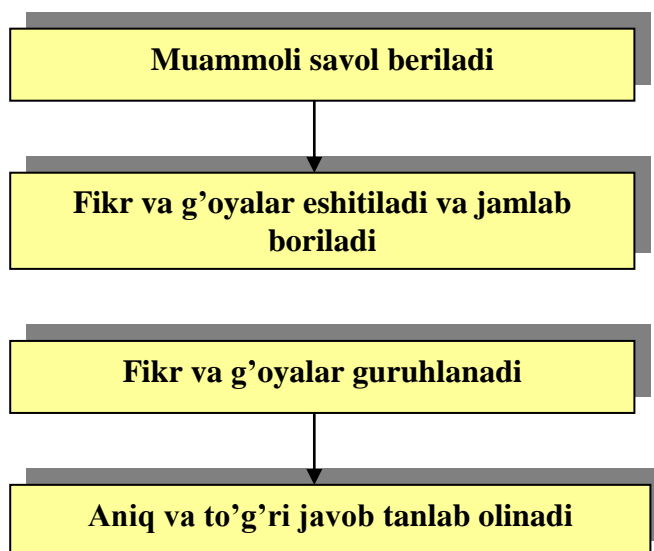 Muammoli savol beriladi
Fikr va g’oyalar eshitiladi va jamlab
boriladi
Fikr va g’oyalar guruhlanadi
Aniq va to’g’ri javob tanlab olinadi